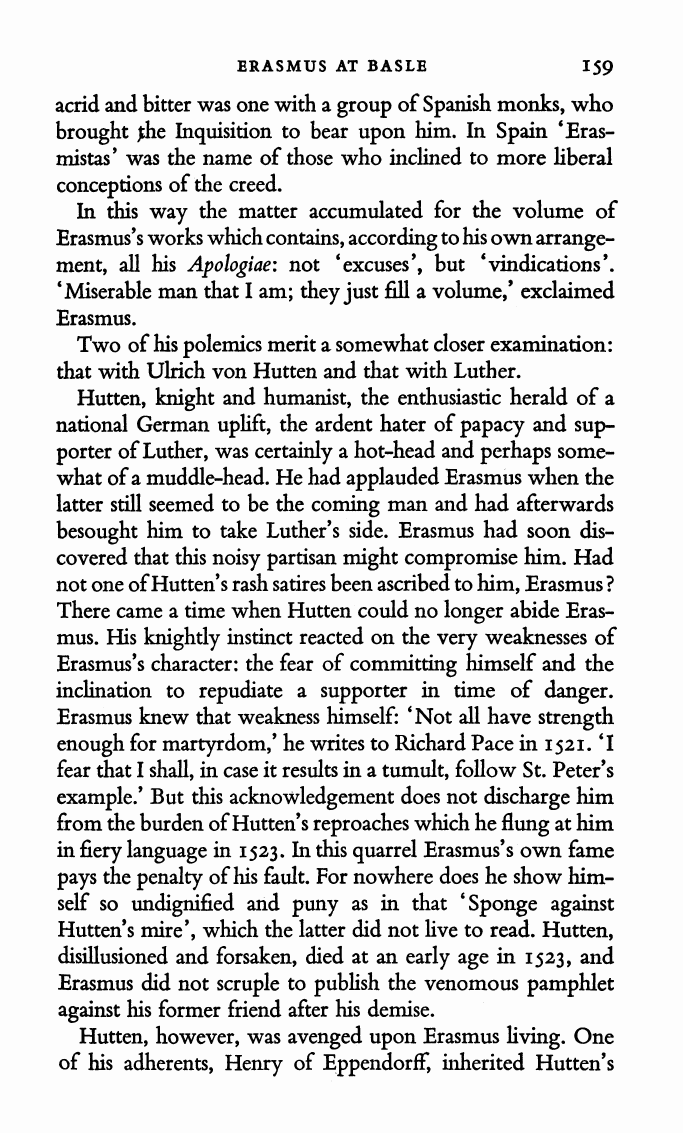 ERASMUS AT BASLE 159
acrid and bitter was one with a group of Spanish monks, who
brought the Inquisition to bear upon him. In Spain ‘Eras-
mistas’ was the name of those who inclined to more liberal
conceptions of the creed.
In this way the matter accumulated for the volume of
Erasmus’s works which contains, according to his own arrange-
ment, all his Apologiae: not ‘excuses’, but ‘vindications’.
‘Miserable man that I am; they just fill a volume,’ exclaimed
Erasmus.
Two of his polemics merit a somewhat closer examination:
that with Ulrich von Hutten and that with Luther.
Hutten, knight and humanist, the enthusiastic herald of a
national German uplift, the ardent hater of papacy and sup-
porter of Luther, was certainly a hot-head and perhaps some-
what of a muddle-head. He had applauded Erasmus when the
latter still seemed to be the coming man and had afterwards
besought him to take Luther’s side. Erasmus had soon dis-
covered that this noisy partisan might compromise him. Had
not one of Hutten’s rash satires been ascribed to him, Erasmus?
There came a time when Hutten could no longer abide Eras-
mus. His knightly instinct reacted on the very weaknesses of
Erasmus’s character: the fear of committing himself and the
inclination to repudiate a supporter in time of danger.
Erasmus knew that weakness himself: ‘Not all have strength
enough for martyrdom,’ he writes to Richard Pace in 1521. ‘I
fear that I shall, in case it results in a tumult, follow St. Peter’s
example.’ But this acknowledgement does not discharge him
from the burden of Hutten’s reproaches which he flung at him
in fiery language in 1523. In this quarrel Erasmus’s own fame
pays the penalty of his fault. For nowhere does he show him-
self so undignified and puny as in that ‘Sponge against
Hutten’s mire’, which the latter did not live to read. Hutten,
disillusioned and forsaken, died at an early age in 1523, and
Erasmus did not scruple to publish the venomous pamphlet
against his former friend after his demise.
Hutten, however, was avenged upon Erasmus living. One
of his adherents, Henry of Eppendorff, inherited Hutten’s